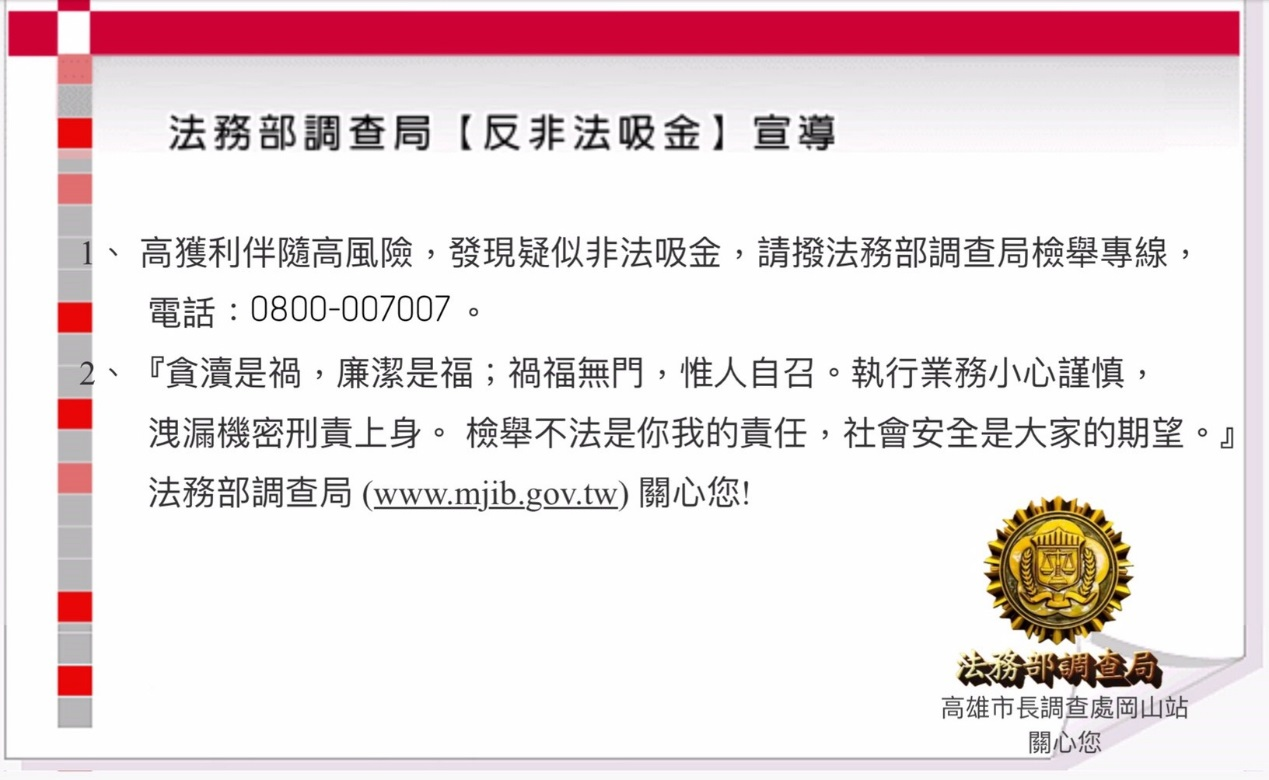 法務部調查局【反非法吸金】宣導
1、 高獲利伴隨高風險，發現疑似非法吸金，請撥法務部調查局檢舉專線，
電話：0800-007007 。
2、『貪瀆是禍，廉潔是福；禍福無門，惟人自召。執行業務小心謹慎，
洩漏機密刑責上身。 檢舉不法是你我的責任，社會安全是大家的期望。』
法務部調查局 (www.mjib.gov.tw) 關心您!
法務部調查局
高雄市長調查處岡山站
關心您